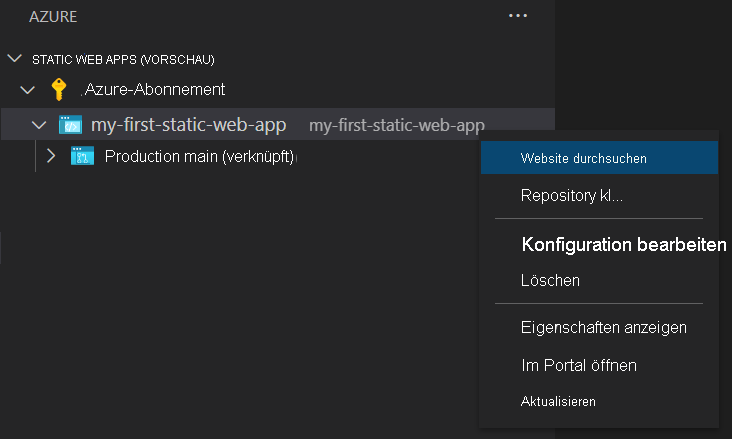 AZURE
STATIC WEB APPS (VORSCHAU)
Azure-Abonnement
my-first-static-web-app my-first-static-web-app
Production main (verknüpft)
Website durchsuchen
Repository kl...
Konfiguration bearbeiten
Löschen
Eigenschaften anzeigen
Im Portal öffnen
Aktualisieren